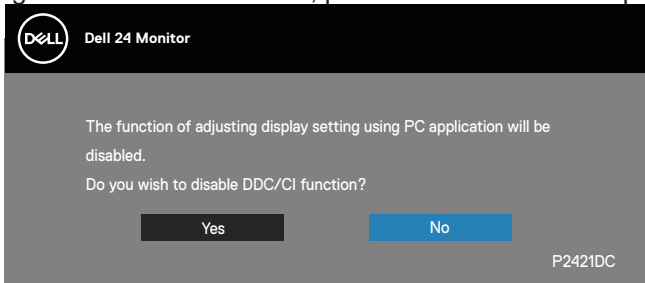 DELL
Dell 24 Monitor
The function of adjusting display setting using PC application will be
disabled.
Do you wish to disable DDC/CI function?
Yes
No
P2421DC